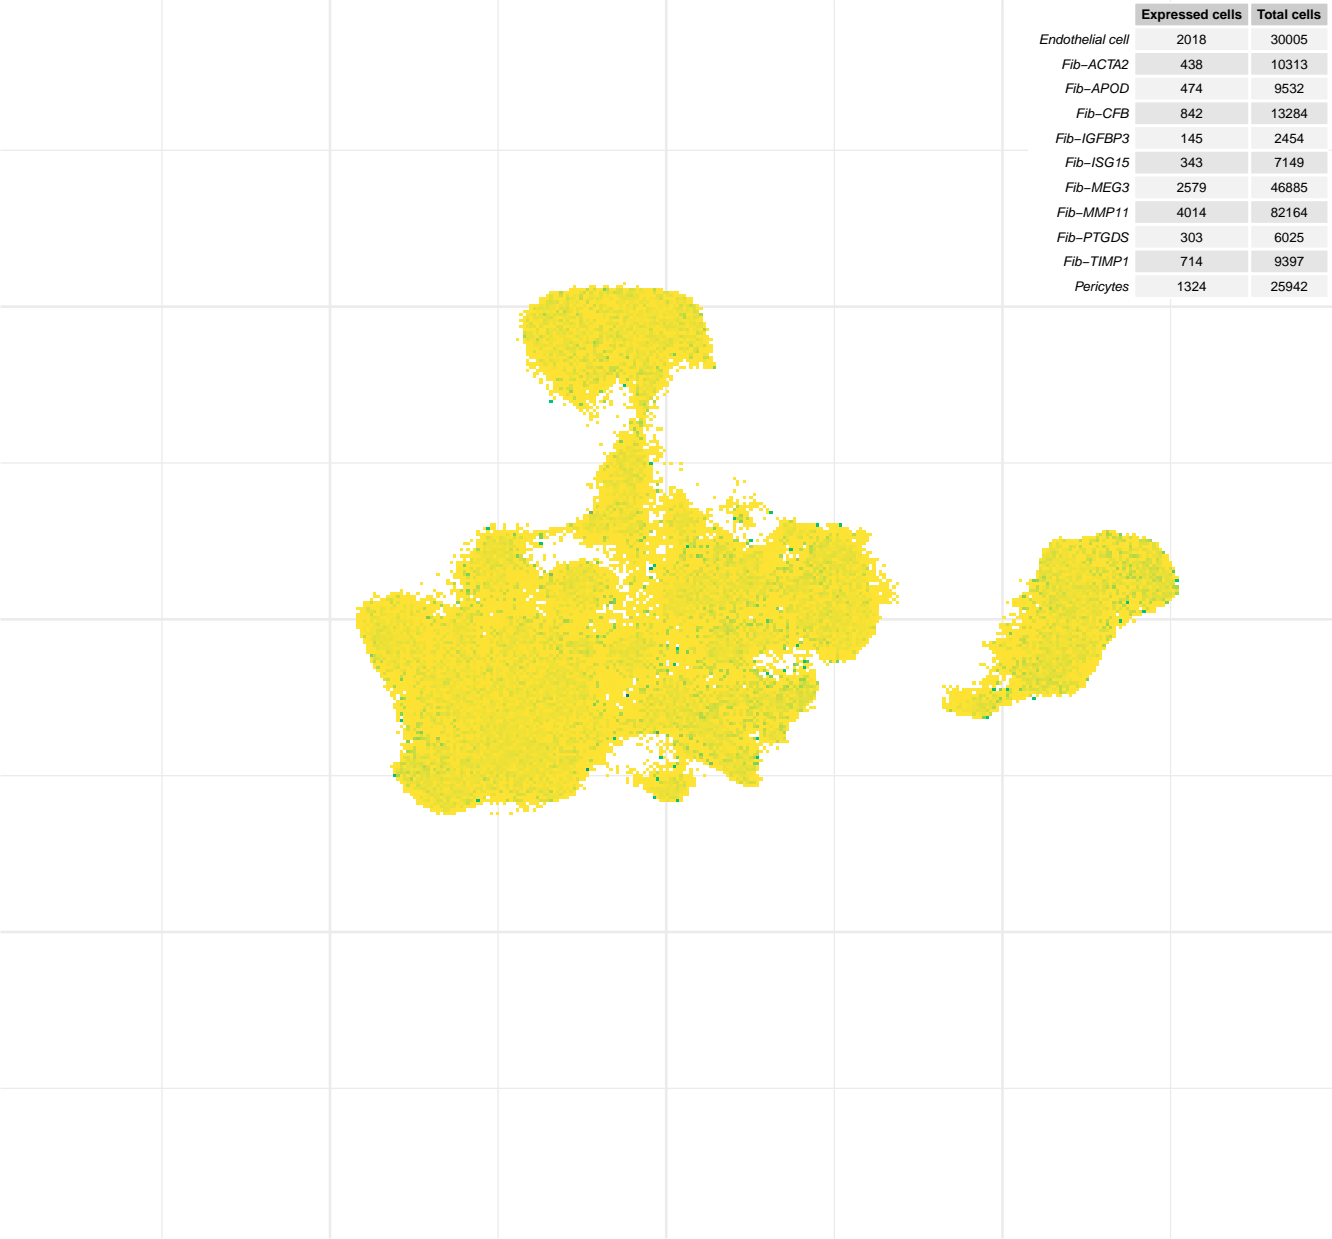 Expressed cells Total cells
Endothelial cell 2018 30005
Fib−ACTA2 438 10313
Fib−APOD 474 9532
Fib−CFB 842 13284
Fib−IGFBP3 145 2454
Fib−ISG15 343 7149
Fib−MEG3 2579 46885
Fib−MMP11 4014 82164
Fib−PTGDS 303 6025
Fib−TIMP1 714 9397
Pericytes 1324 25942